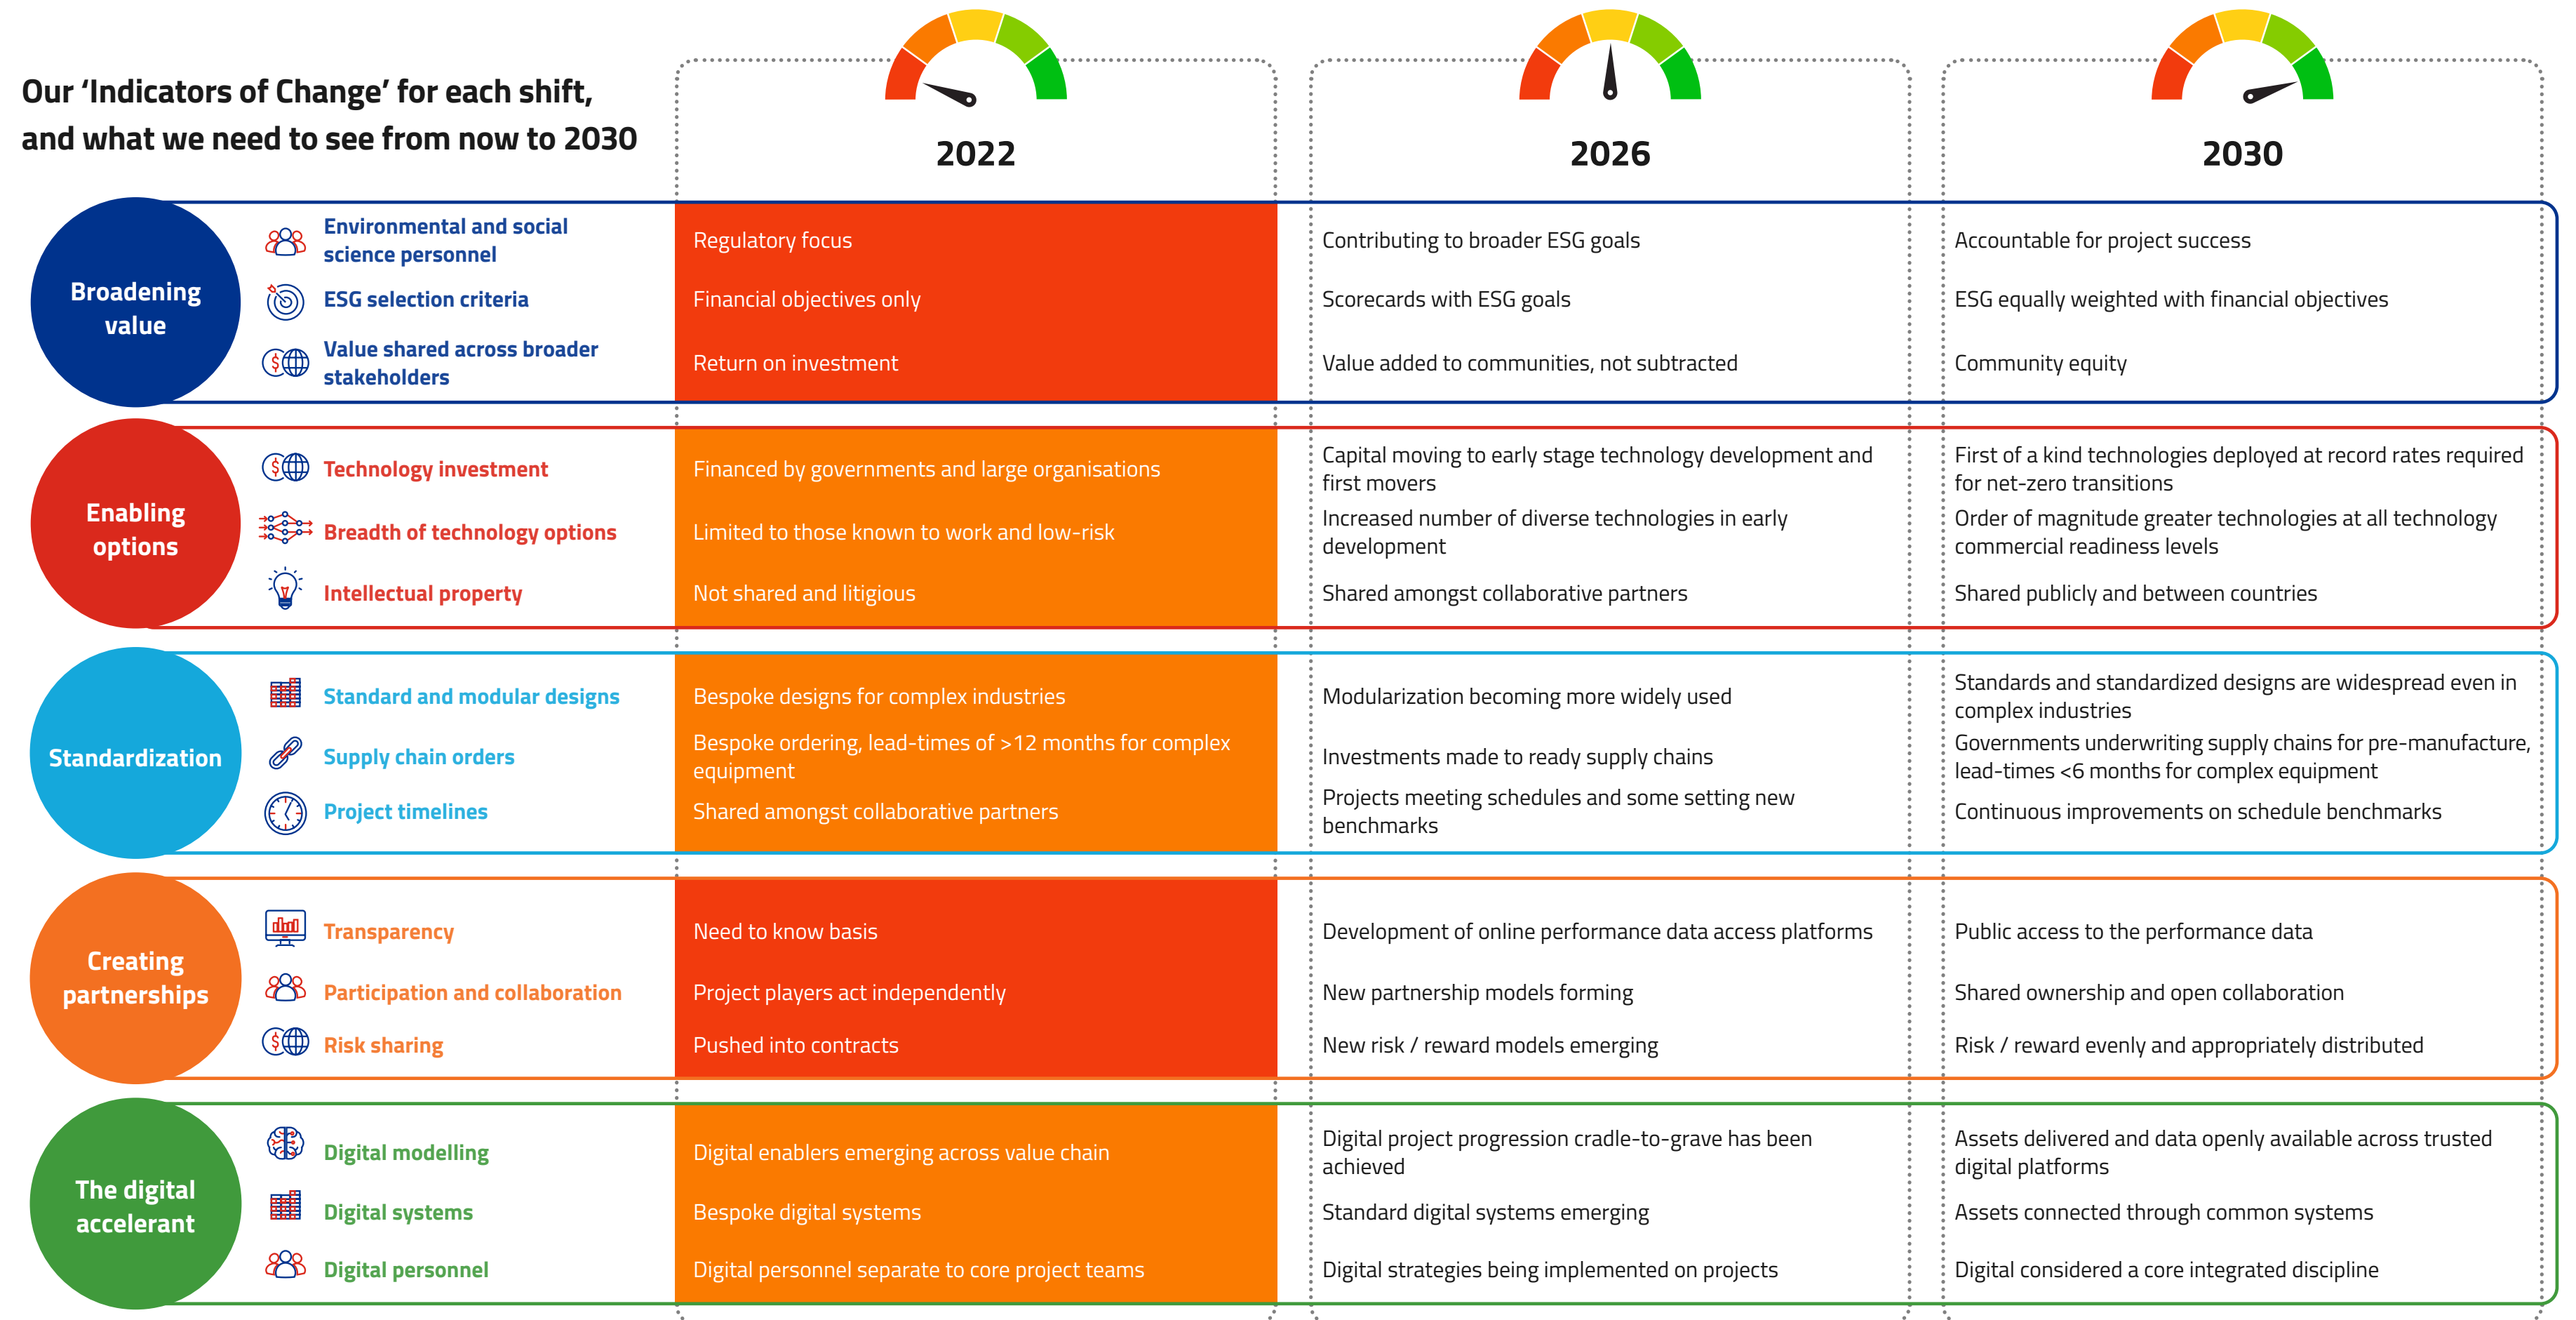 Our ‘Indicators of Change’ for each shift,
and what we need to see from now to 2030
2022
2026
2030
Broadening
value
Environmental and social
science personnel
Regulatory focus
Contributing to broader ESG goals
Accountable for project success
ESG selection criteria
Financial objectives only
Scorecards with ESG goals
ESG equally weighted with financial objectives
Value shared across broader
stakeholders
Return on investment
Value added to communities, not subtracted
Community equity
Enabling
options
Technology investment
Financed by governments and large organisations
Capital moving to early stage technology development and
first movers
First of a kind technologies deployed at record rates required
for net-zero transitions
Breadth of technology options
Limited to those known to work and low-risk
Increased number of diverse technologies in early
development
Order of magnitude greater technologies at all technology
commercial readiness levels
Intellectual property
Not shared and litigious
Shared amongst collaborative partners
Shared publicly and between countries
Standardization
Standard and modular designs
Bespoke designs for complex industries
Modularization becoming more widely used
Standards and standardized designs are widespread even in
complex industries
Supply chain orders
Bespoke ordering, lead-times of >12 months for complex
equipment
Investments made to ready supply chains
Governments underwriting supply chains for pre-manufacture,
lead-times <6 months for complex equipment
Project timelines
Shared amongst collaborative partners
Projects meeting schedules and some setting new
benchmarks
Continuous improvements on schedule benchmarks
Creating
partnerships
Transparency
Need to know basis
Development of online performance data access platforms
Public access to the performance data
Participation and collaboration
Project players act independently
New partnership models forming
Shared ownership and open collaboration
Risk sharing
Pushed into contracts
New risk / reward models emerging
Risk / reward evenly and appropriately distributed
The digital
accelerant
Digital modelling
Digital enablers emerging across value chain
Digital project progression cradle-to-grave has been
achieved
Assets delivered and data openly available across trusted
digital platforms
Digital systems
Bespoke digital systems
Standard digital systems emerging
Assets connected through common systems
Digital personnel
Digital personnel separate to core project teams
Digital strategies being implemented on projects
Digital considered a core integrated discipline